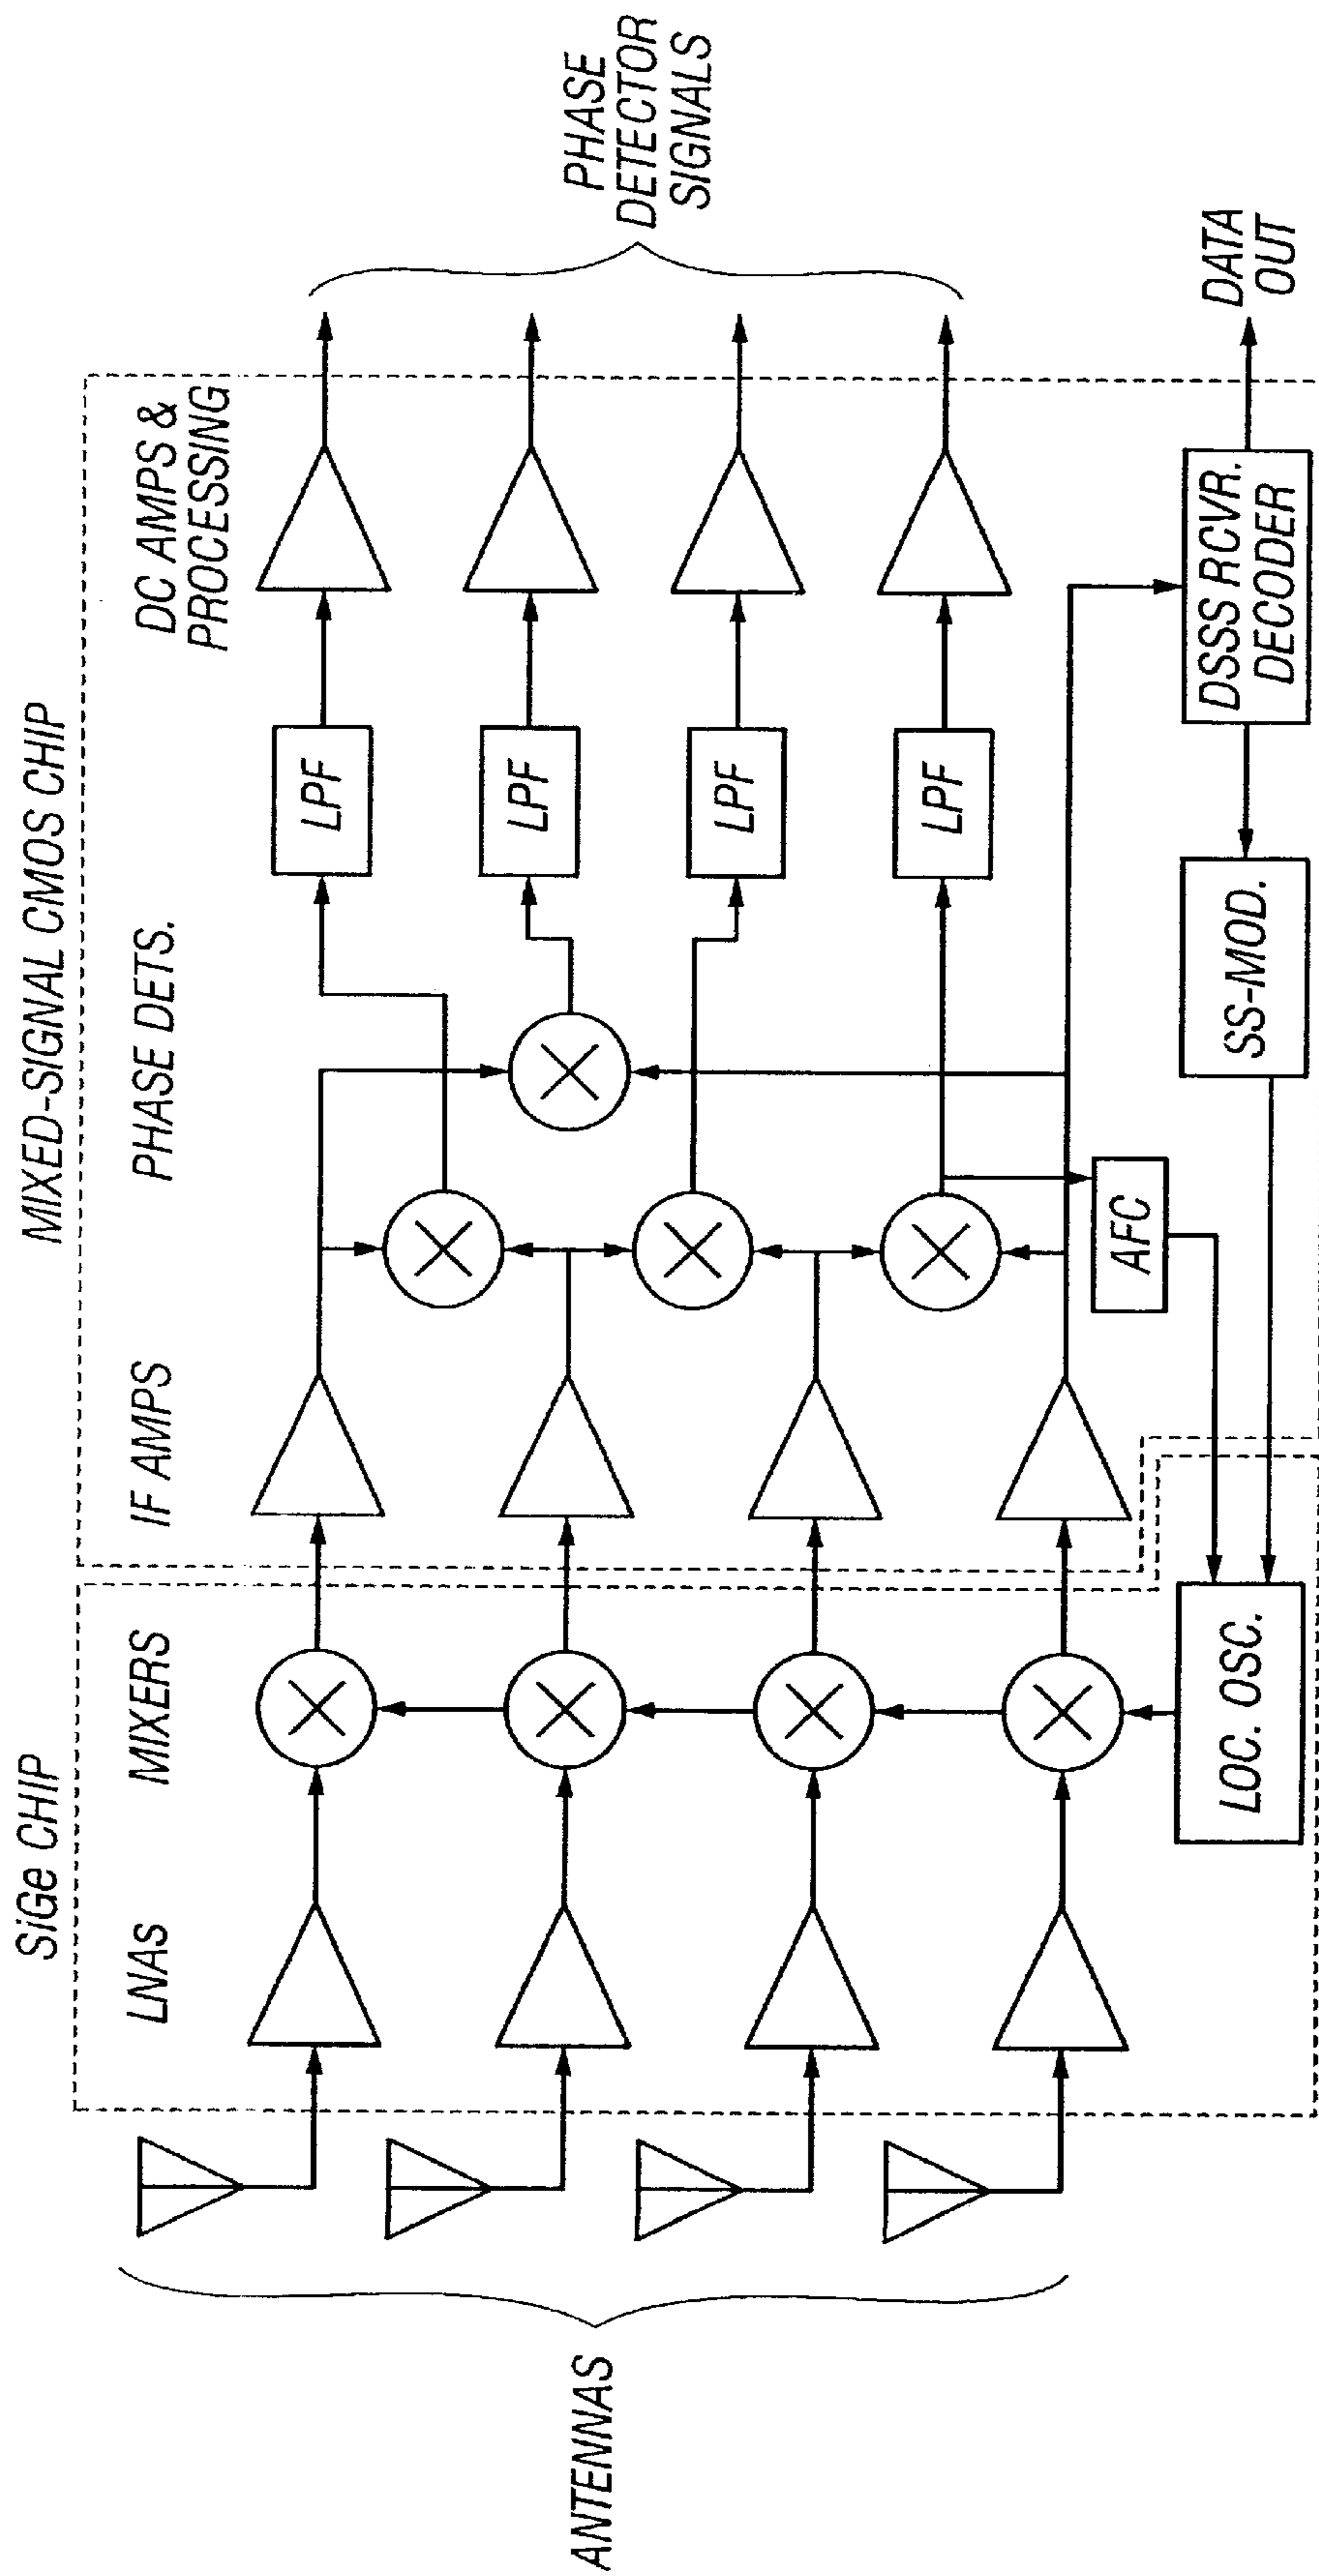 SiGe CHIP
MIXED-SIGNAL CMOS CHIP
LNAs
MIXERS
IF AMPS
PHASE DETS.
DC AMPS &
PROCESSING
LPF
LPF
LPF
LPF
ANTENNAS
PHASE
DETECTOR
SIGNALS
AFC
LOC. OSC.
SS-MOD.
DSSS RCVR.
DECODER
DATA
OUT